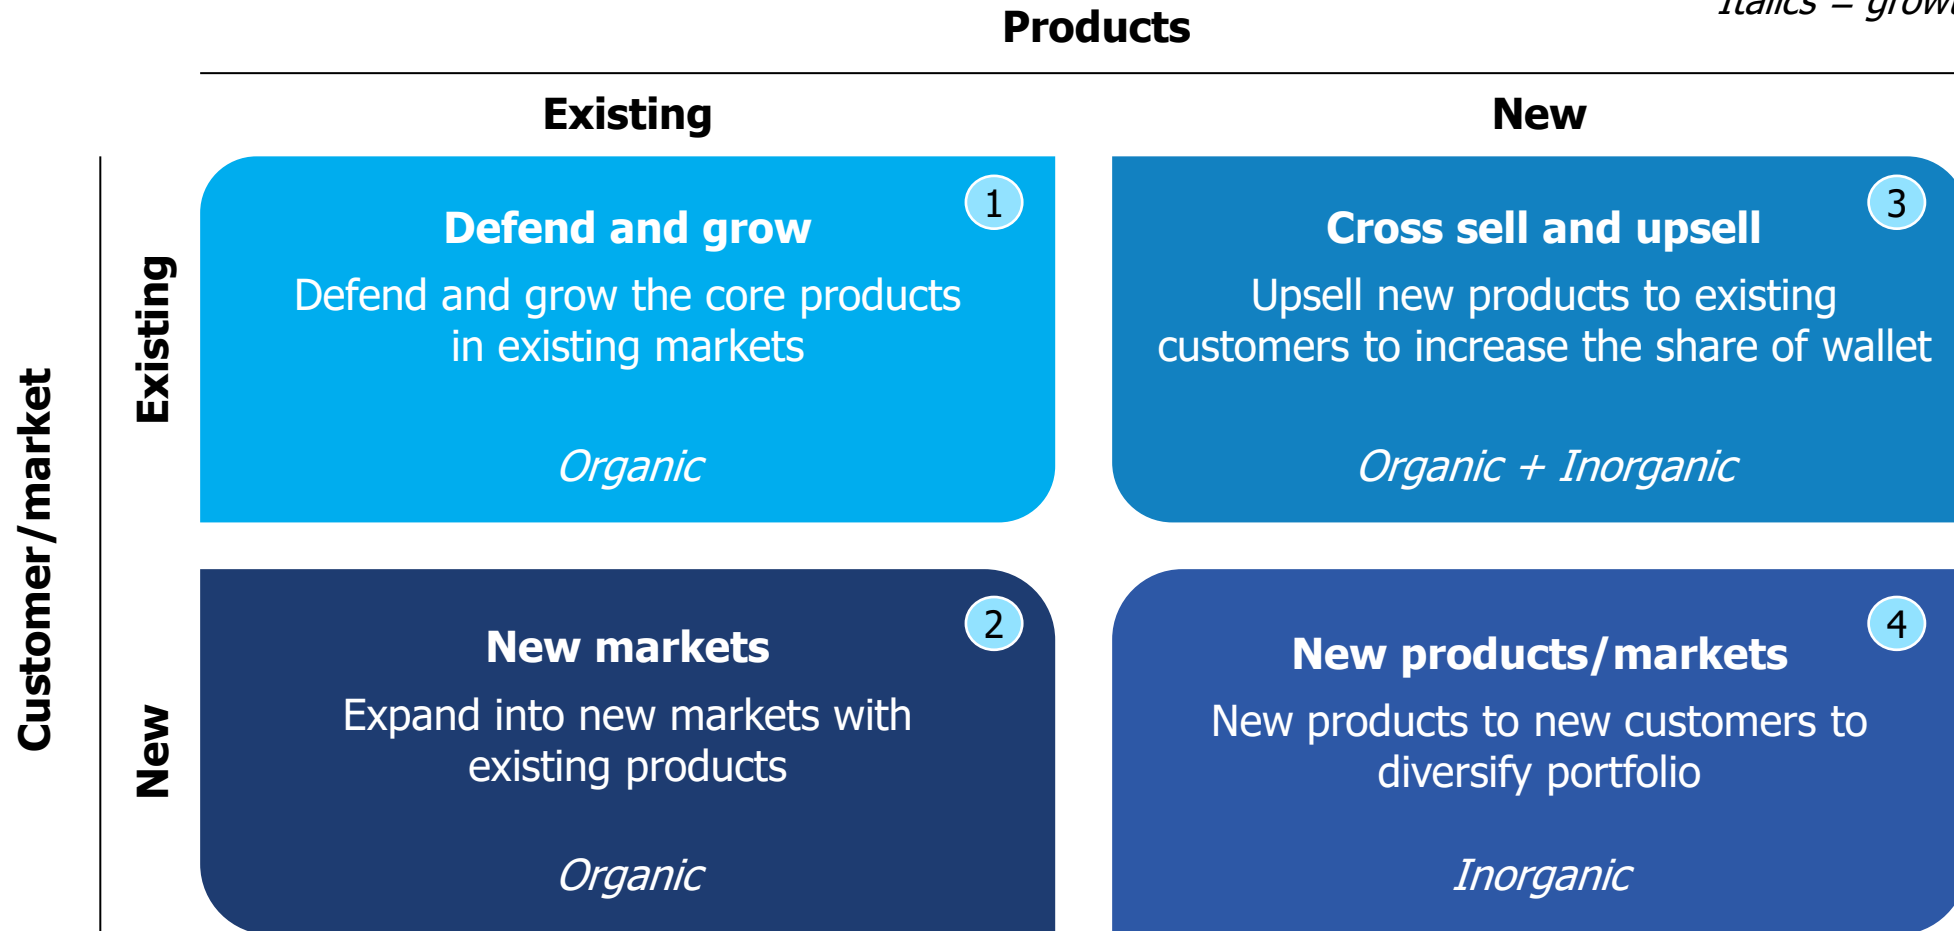 Italics = growt
Products
Existing
New
Customer/market
Existing
1
Defend and grow
Defend and grow the core products
in existing markets
Organic
3
Cross sell and upsell
Upsell new products to existing
customers to increase the share of wallet
Organic + Inorganic
New
2
New markets
Expand into new markets with
existing products
Organic
4
New products/markets
New products to new customers to
diversify portfolio
Inorganic